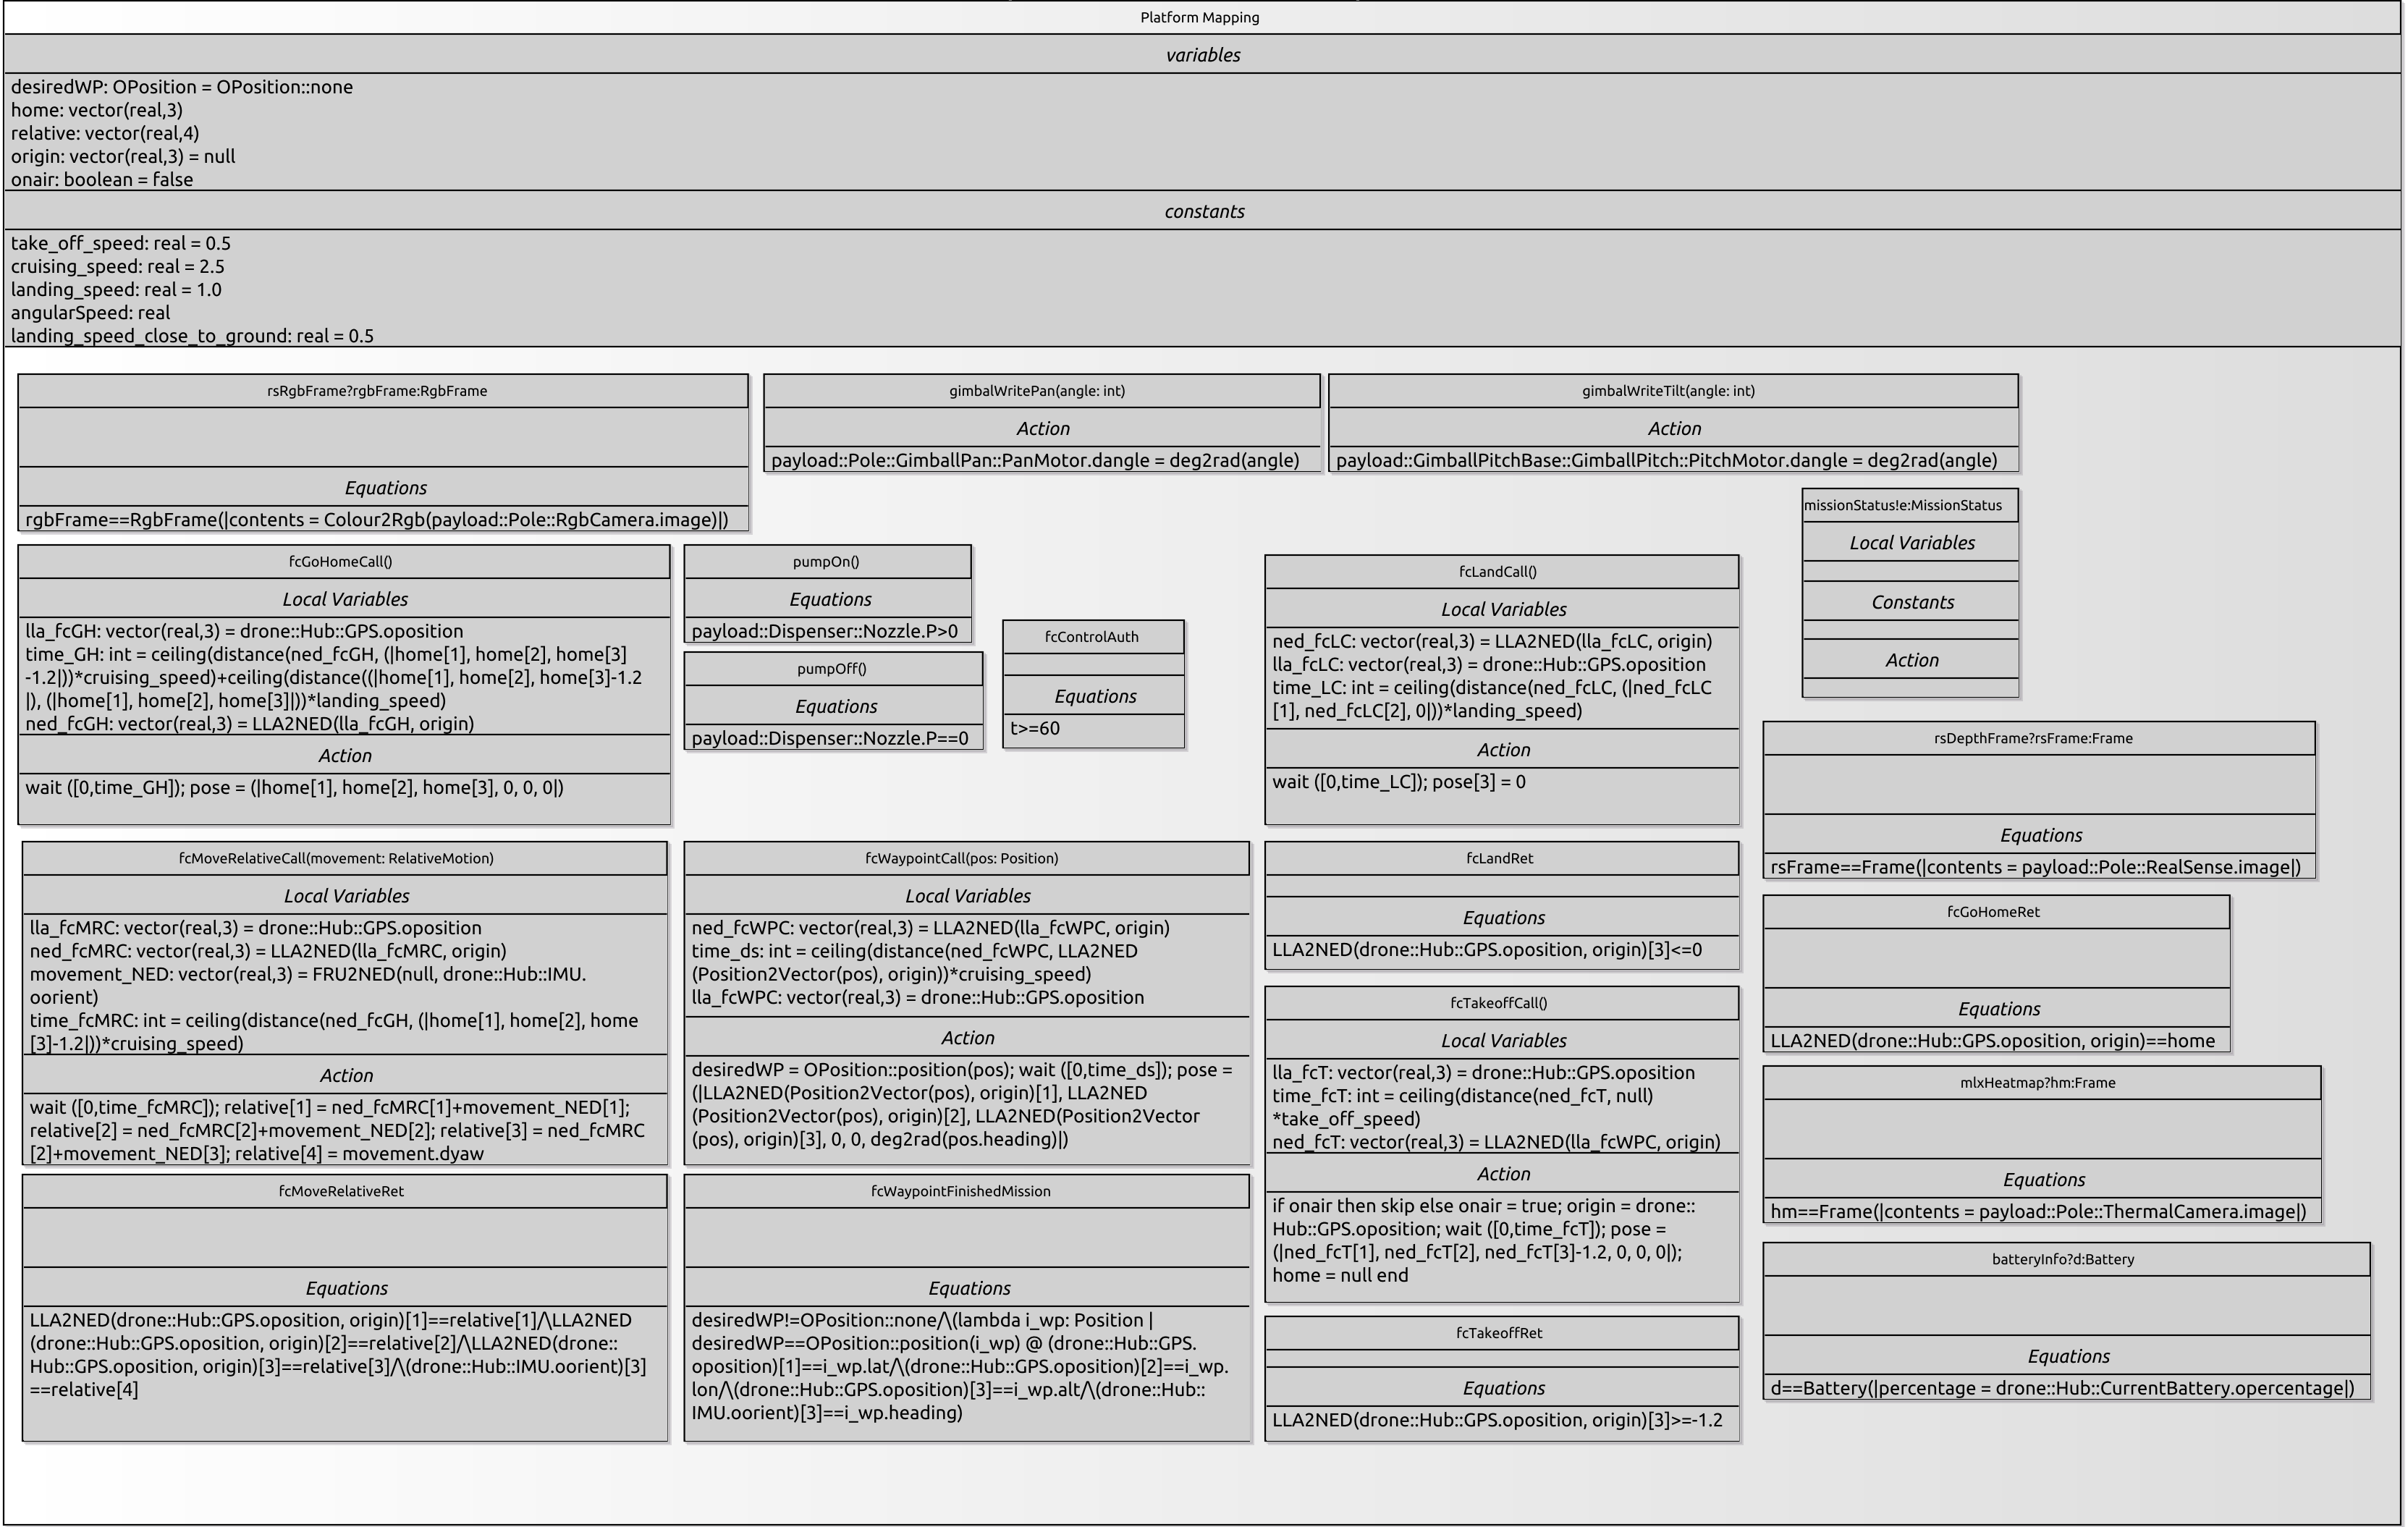 Platform Mapping
variables
desiredWP: OPosition = OPosition::none
home: vector(real,3)
relative: vector(real,4)
origin: vector(real,3) = null
onair: boolean = false
constants
take_off_speed: real = 0.5
cruising_speed: real = 2.5
landing_speed: real = 1.0
angularSpeed: real
landing_speed_close_to_ground: real = 0.5
rsRgbFrame?rgbFrame:RgbFrame
Equations
rgbFrame==RgbFrame(|contents = Colour2Rgb(payload::Pole::RgbCamera.image)|)
gimbalWritePan(angle: int)
Action
payload::Pole::GimballPan::PanMotor.dangle = deg2rad(angle)
gimbalWriteTilt(angle: int)
Action
payload::GimballPitchBase::GimballPitch::PitchMotor.dangle = deg2rad(angle)
missionStatus!e:MissionStatus
Local Variables
Constants
Action
fcGoHomeCall()
Local Variables
lla_fcGH: vector(real,3) = drone::Hub::GPS.oposition
time_GH: int = ceiling(distance(ned_fcGH, (|home[1], home[2], home[3]
-1.2|))*cruising_speed)+ceiling(distance((|home[1], home[2], home[3]-1.2
|), (|home[1], home[2], home[3]|))*landing_speed)
ned_fcGH: vector(real,3) = LLA2NED(lla_fcGH, origin)
Action
wait ([0,time_GH]); pose = (|home[1], home[2], home[3], 0, 0, 0|)
pumpOn()
Equations
payload::Dispenser::Nozzle.P>0
pumpOff()
Equations
payload::Dispenser::Nozzle.P==0
fcControlAuth
Equations
t>=60
fcLandCall()
Local Variables
ned_fcLC: vector(real,3) = LLA2NED(lla_fcLC, origin)
lla_fcLC: vector(real,3) = drone::Hub::GPS.oposition
time_LC: int = ceiling(distance(ned_fcLC, (|ned_fcLC
[1], ned_fcLC[2], 0|))*landing_speed)
Action
wait ([0,time_LC]); pose[3] = 0
rsDepthFrame?rsFrame:Frame
Equations
rsFrame==Frame(|contents = payload::Pole::RealSense.image|)
fcMoveRelativeCall(movement: RelativeMotion)
Local Variables
lla_fcMRC: vector(real,3) = drone::Hub::GPS.oposition
ned_fcMRC: vector(real,3) = LLA2NED(lla_fcMRC, origin)
movement_NED: vector(real,3) = FRU2NED(null, drone::Hub::IMU.
oorient)
time_fcMRC: int = ceiling(distance(ned_fcGH, (|home[1], home[2], home
[3]-1.2|))*cruising_speed)
Action
wait ([0,time_fcMRC]); relative[1] = ned_fcMRC[1]+movement_NED[1];
relative[2] = ned_fcMRC[2]+movement_NED[2]; relative[3] = ned_fcMRC
[2]+movement_NED[3]; relative[4] = movement.dyaw
fcWaypointCall(pos: Position)
Local Variables
ned_fcWPC: vector(real,3) = LLA2NED(lla_fcWPC, origin)
time_ds: int = ceiling(distance(ned_fcWPC, LLA2NED
(Position2Vector(pos), origin))*cruising_speed)
lla_fcWPC: vector(real,3) = drone::Hub::GPS.oposition
Action
desiredWP = OPosition::position(pos); wait ([0,time_ds]); pose =
(|LLA2NED(Position2Vector(pos), origin)[1], LLA2NED
(Position2Vector(pos), origin)[2], LLA2NED(Position2Vector
(pos), origin)[3], 0, 0, deg2rad(pos.heading)|)
fcLandRet
Equations
LLA2NED(drone::Hub::GPS.oposition, origin)[3]<=0
fcGoHomeRet
Equations
LLA2NED(drone::Hub::GPS.oposition, origin)==home
fcTakeoffCall()
Local Variables
lla_fcT: vector(real,3) = drone::Hub::GPS.oposition
time_fcT: int = ceiling(distance(ned_fcT, null)
*take_off_speed)
ned_fcT: vector(real,3) = LLA2NED(lla_fcWPC, origin)
Action
if onair then skip else onair = true; origin = drone::
Hub::GPS.oposition; wait ([0,time_fcT]); pose =
(|ned_fcT[1], ned_fcT[2], ned_fcT[3]-1.2, 0, 0, 0|);
home = null end
mlxHeatmap?hm:Frame
Equations
hm==Frame(|contents = payload::Pole::ThermalCamera.image|)
fcMoveRelativeRet
Equations
LLA2NED(drone::Hub::GPS.oposition, origin)[1]==relative[1]/\LLA2NED
(drone::Hub::GPS.oposition, origin)[2]==relative[2]/\LLA2NED(drone::
Hub::GPS.oposition, origin)[3]==relative[3]/\(drone::Hub::IMU.oorient)[3]
==relative[4]
fcWaypointFinishedMission
Equations
desiredWP!=OPosition::none/\(lambda i_wp: Position |
desiredWP==OPosition::position(i_wp) @ (drone::Hub::GPS.
oposition)[1]==i_wp.lat/\(drone::Hub::GPS.oposition)[2]==i_wp.
lon/\(drone::Hub::GPS.oposition)[3]==i_wp.alt/\(drone::Hub::
IMU.oorient)[3]==i_wp.heading)
fcTakeoffRet
Equations
LLA2NED(drone::Hub::GPS.oposition, origin)[3]>=-1.2
batteryInfo?d:Battery
Equations
d==Battery(|percentage = drone::Hub::CurrentBattery.opercentage|)